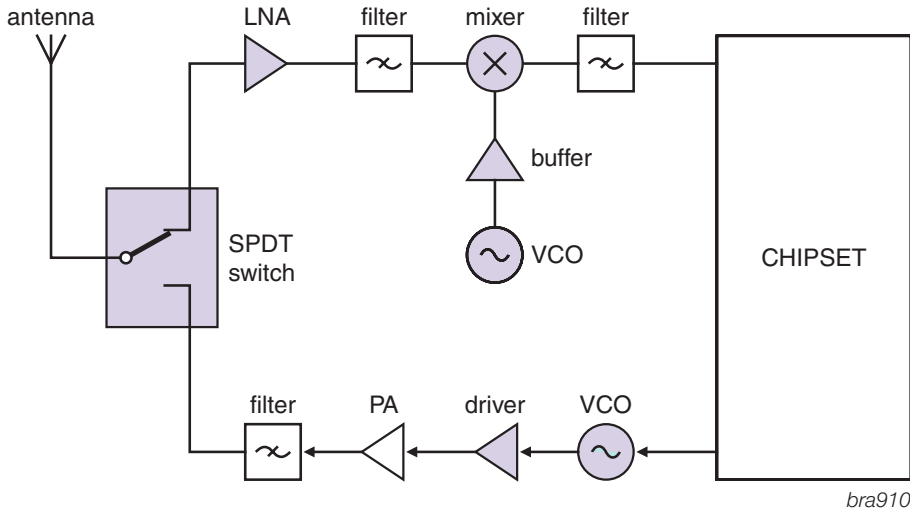 antenna
LNA
filter
mixer
filter
buffer
SPDT
switch
VCO
CHIPSET
filter
PA
driver
VCO
bra910